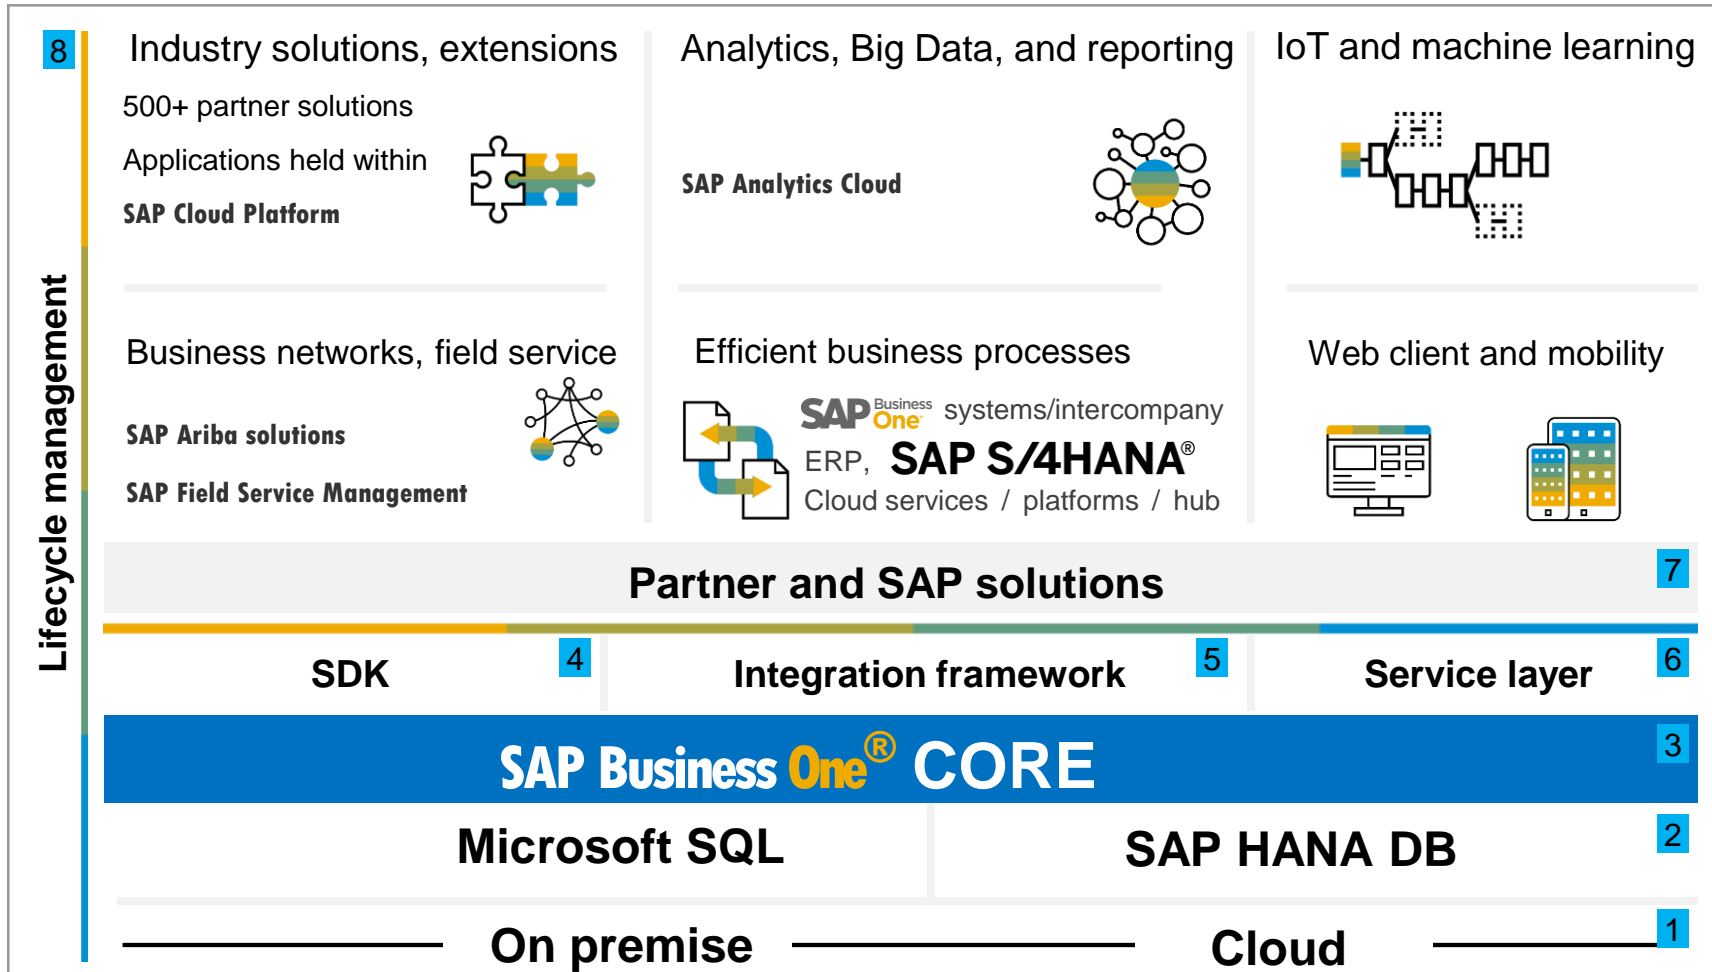 8
Lifecycle management
Industry solutions, extensions
500+ partner solutions
Applications held within
SAP Cloud Platform
Analytics, Big Data, and reporting
SAP Analytics Cloud
IoT and machine learning
Business networks, field service
SAP Ariba solutions
SAP Field Service Management
Efficient business processes
SAP Business One systems/intercompany
ERP, SAP S/4HANA®
Cloud services / platforms / hub
Web client and mobility
Partner and SAP solutions
7
SDK
4
Integration framework
5
Service layer
6
SAP Business One® CORE
3
Microsoft SQL
SAP HANA DB
2
On premise
Cloud
1